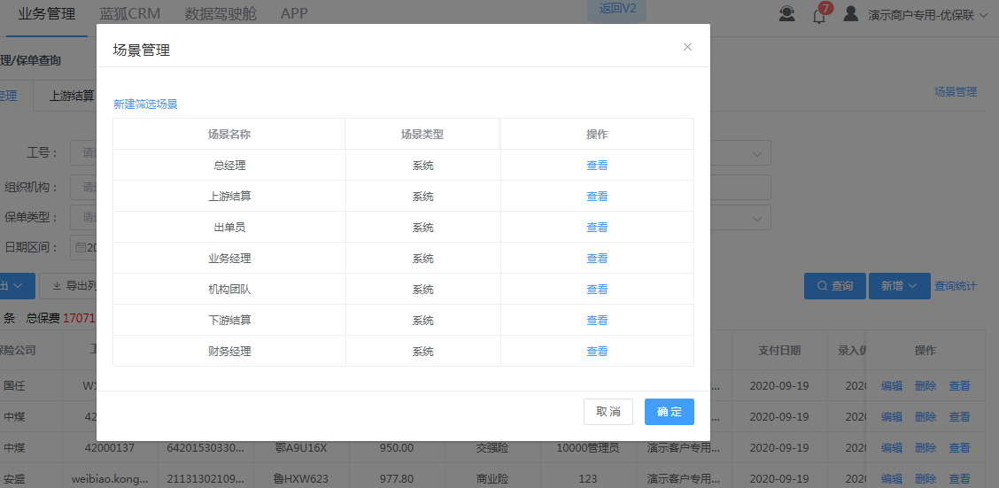 业务管理 蓝狐CRM 数据驾驶舱 APP 返回V2 7 演示商户专用-优保联
理/保单查询
经理 上游结算 场景管理
场景管理
新建筛选场景
场景名称 场景类型 操作
总经理 系统 查看
上游结算 系统 查看
出单员 系统 查看
业务经理 系统 查看
机构团队 系统 查看
下游结算 系统 查看
财务经理 系统 查看
取消 确定
工号：
组织机构：
保单类型：
日期区间： 20
出 导出列 查询 新增 查询统计
条 总保费 17071
保险公司 支付日期 录入 操作
国任 W1 2020-09-19 2020 编辑 删除 查看
中煤 42 2020-09-19 2020 编辑 删除 查看
中煤 42000137 64201530330... 鄂A9U16X 950.00 交强险 10000管理员 演示客户专用... 2020-09-19 2020 编辑 删除 查看
安盛 weibiao.kong... 21131302109... 鲁HXW623 977.80 商业险 123 演示客户专用... 2020-09-19 2020 编辑 删除 查看